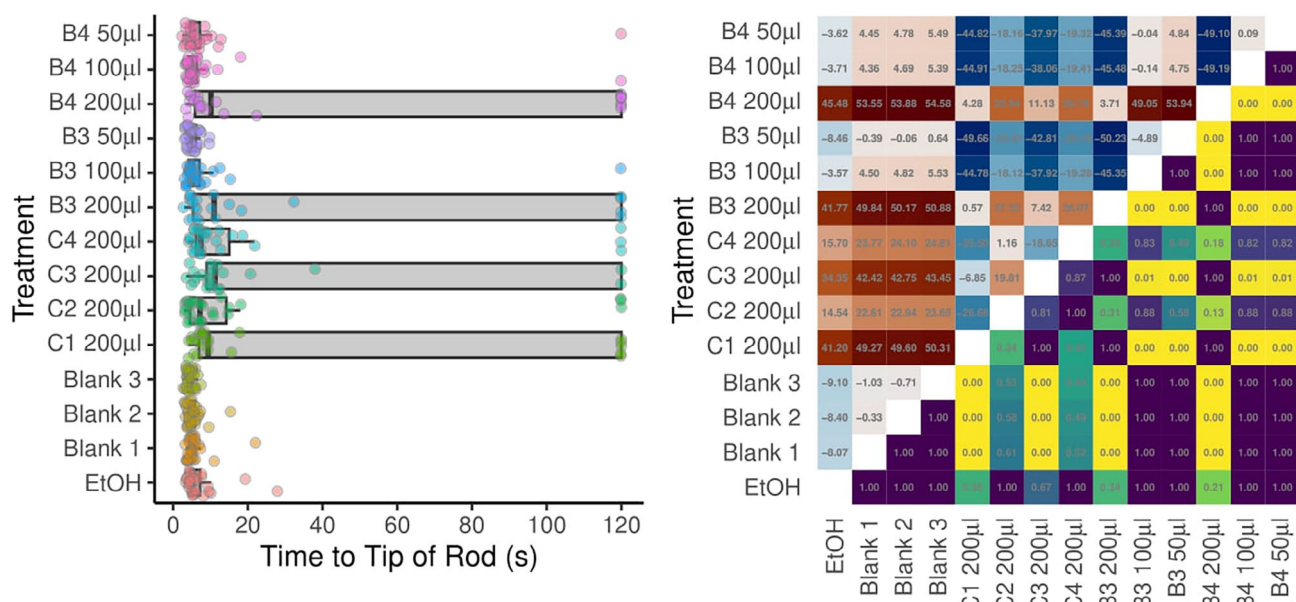 Treatment
B4 50µl
B4 100µl
B4 200µl
B3 50µl
B3 100µl
B3 200µl
C4 200µl
C3 200µl
C2 200µl
C1 200µl
Blank 3
Blank 2
Blank 1
EtOH
0 20 40 60 80 100 120
Time to Tip of Rod (s)
Treatment
B4 50µl −3.62 4.45 4.78 5.49 −44.82 −18.16 −37.97 −19.32 −45.39 −0.04 4.84 −49.10 0.09
B4 100µl −3.71 4.36 4.69 5.39 −44.91 −18.25 −38.06 −19.41 −45.48 −0.14 4.75 −49.19 1.00
B4 200µl 45.48 53.55 53.88 54.58 4.28 11.13 3.71 49.05 53.94 0.00 0.00
B3 50µl −8.46 −0.39 −0.06 0.64 −49.66 −42.81 −50.23 −4.89 0.00 1.00 1.00
B3 100µl −3.57 4.50 4.82 5.53 −44.78 −18.12 −37.92 −19.28 −45.35 1.00 0.00 1.00 1.00
B3 200µl 41.77 49.84 50.17 50.88 0.57 7.42 0.00 0.00 1.00 0.00 0.00
C4 200µl 15.70 23.77 24.10 24.81 1.16 −18.65 0.83 0.49 0.18 0.82 0.82
C3 200µl 34.35 42.42 42.75 43.45 −6.85 19.81 0.87 1.00 0.01 0.00 1.00 0.01 0.01
C2 200µl 14.54 22.61 22.94 23.65 −26.66 0.81 1.00 0.31 0.88 0.58 0.13 0.88 0.88
C1 200µl 41.20 49.27 49.60 50.31 0.24 1.00 1.00 0.00 0.00 1.00 0.00 0.00
Blank 3 −9.10 −1.03 −0.71 0.00 0.53 0.00 0.00 1.00 1.00 0.00 1.00 1.00
Blank 2 −8.40 −0.33 1.00 0.00 0.58 0.00 0.49 0.00 1.00 1.00 0.00 1.00 1.00
Blank 1 −8.07 1.00 1.00 0.00 0.61 0.00 0.52 0.00 1.00 1.00 0.00 1.00 1.00
EtOH 1.00 1.00 1.00 1.00 0.67 1.00 0.34 1.00 1.00 0.21 1.00 1.00
EtOH
Blank 1
Blank 2
Blank 3
C1 200µl
C2 200µl
C3 200µl
C4 200µl
B3 200µl
B3 100µl
B3 50µl
B4 200µl
B4 100µl
B4 50µl